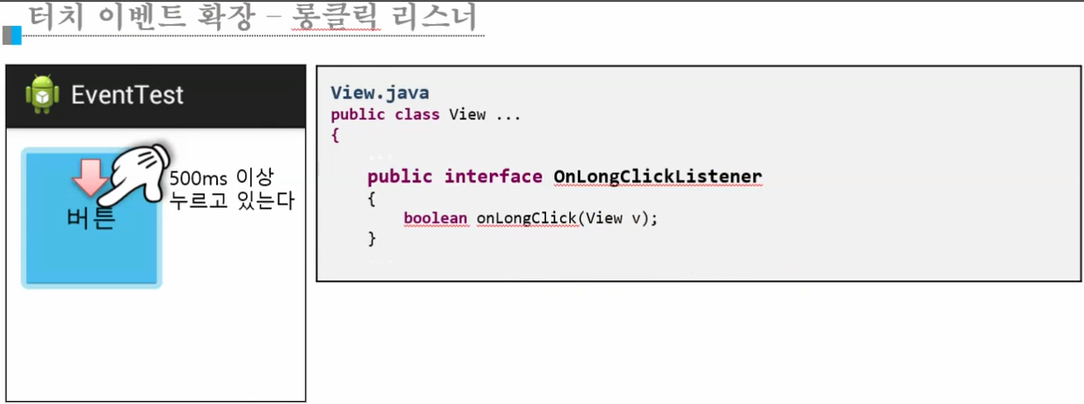 터치 이벤트 확장 – 롱클릭 리스너
EventTest
버튼
500ms 이상
누르고 있는다
View.java
public class View ...
{
...
public interface OnLongClickListener
{
boolean onLongClick(View v);
}
...